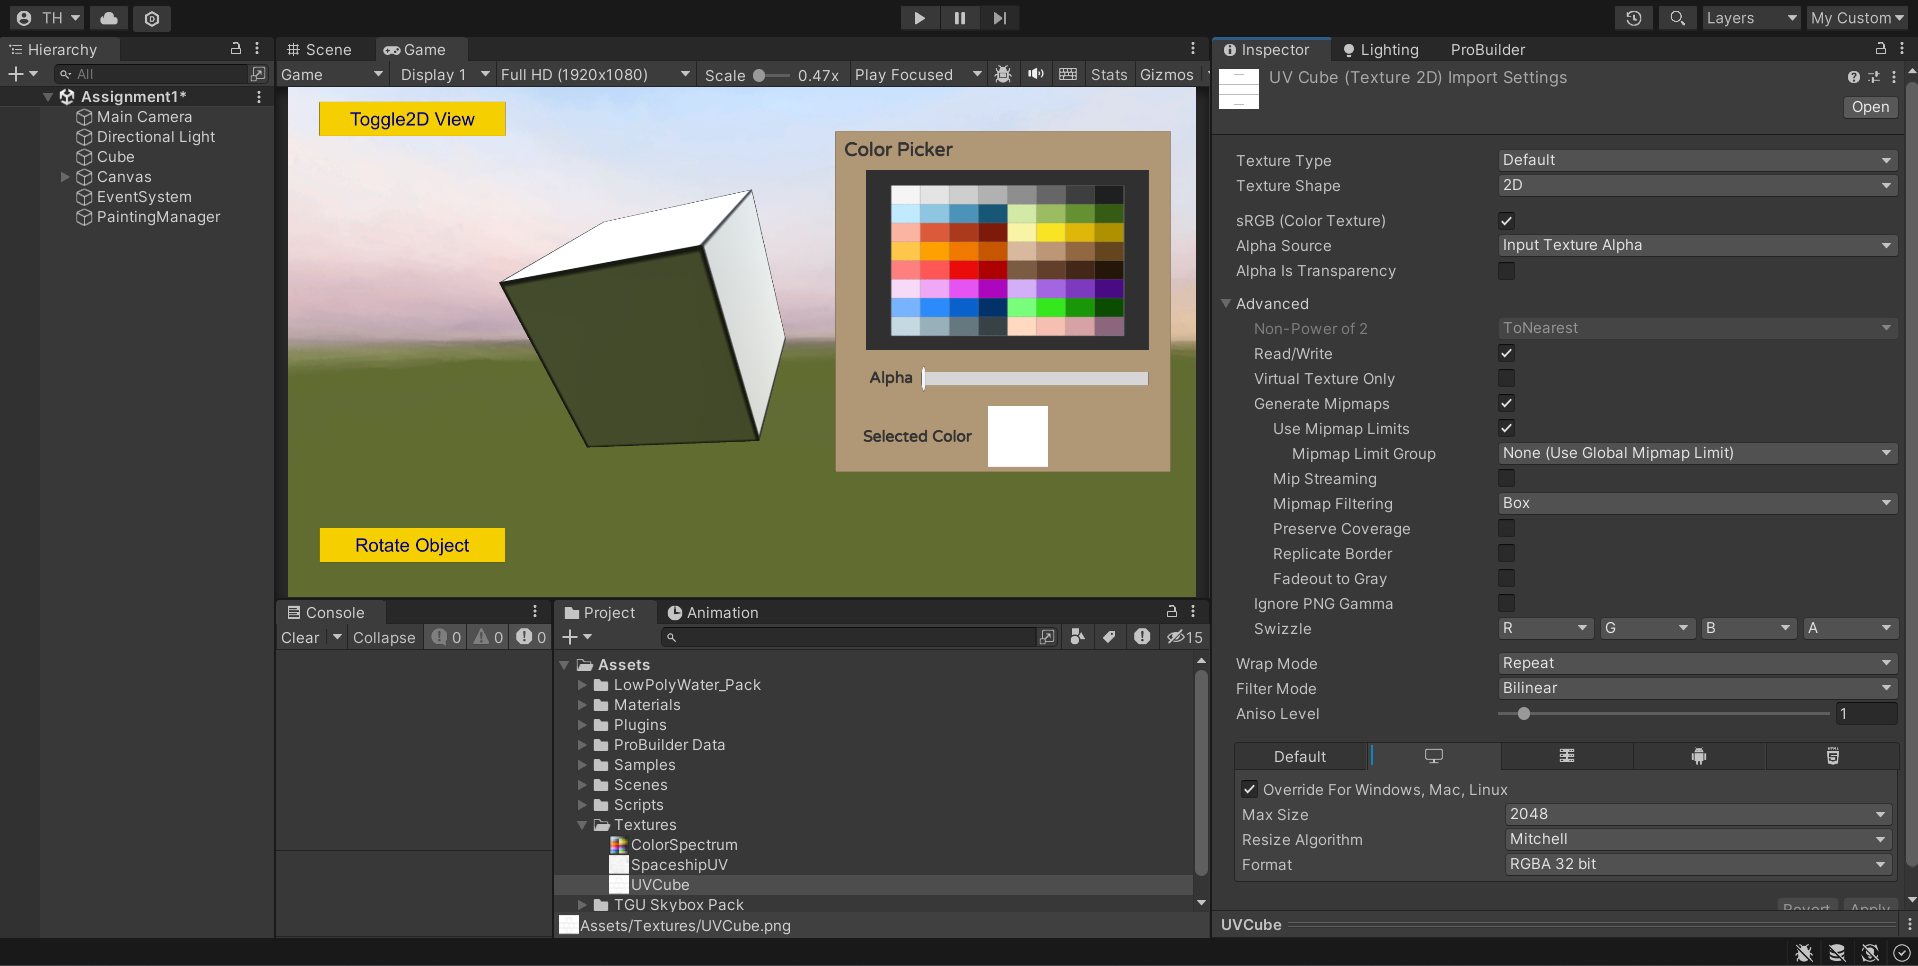 TH
Layers
My Custom
Hierarchy
All
Assignment1*
Main Camera
Directional Light
Cube
Canvas
EventSystem
PaintingManager
Scene
Game
Game
Display 1
Full HD (1920x1080)
Scale
0.47x
Play Focused
Stats
Gizmos
Toggle2D View
Color Picker
Alpha
Selected Color
Rotate Object
Console
Clear
Collapse
0
0
0
Project
Animation
15
Assets
LowPolyWater_Pack
Materials
Plugins
ProBuilder Data
Samples
Scenes
Scripts
Textures
ColorSpectrum
SpaceshipUV
UVCube
TGU Skybox Pack
Assets/Textures/UVCube.png
Inspector
Lighting
ProBuilder
UV Cube (Texture 2D) Import Settings
Open
Texture Type Default
Texture Shape 2D
sRGB (Color Texture)
Alpha Source Input Texture Alpha
Alpha Is Transparency
Advanced
Non-Power of 2 ToNearest
Read/Write
Virtual Texture Only
Generate Mipmaps
Use Mipmap Limits
Mipmap Limit Group None (Use Global Mipmap Limit)
Mip Streaming
Mipmap Filtering Box
Preserve Coverage
Replicate Border
Fadeout to Gray
Ignore PNG Gamma
Swizzle R G B A
Wrap Mode Repeat
Filter Mode Bilinear
Aniso Level 1
Default
Override For Windows, Mac, Linux
Max Size 2048
Resize Algorithm Mitchell
Format RGBA 32 bit
Revert Apply
UVCube